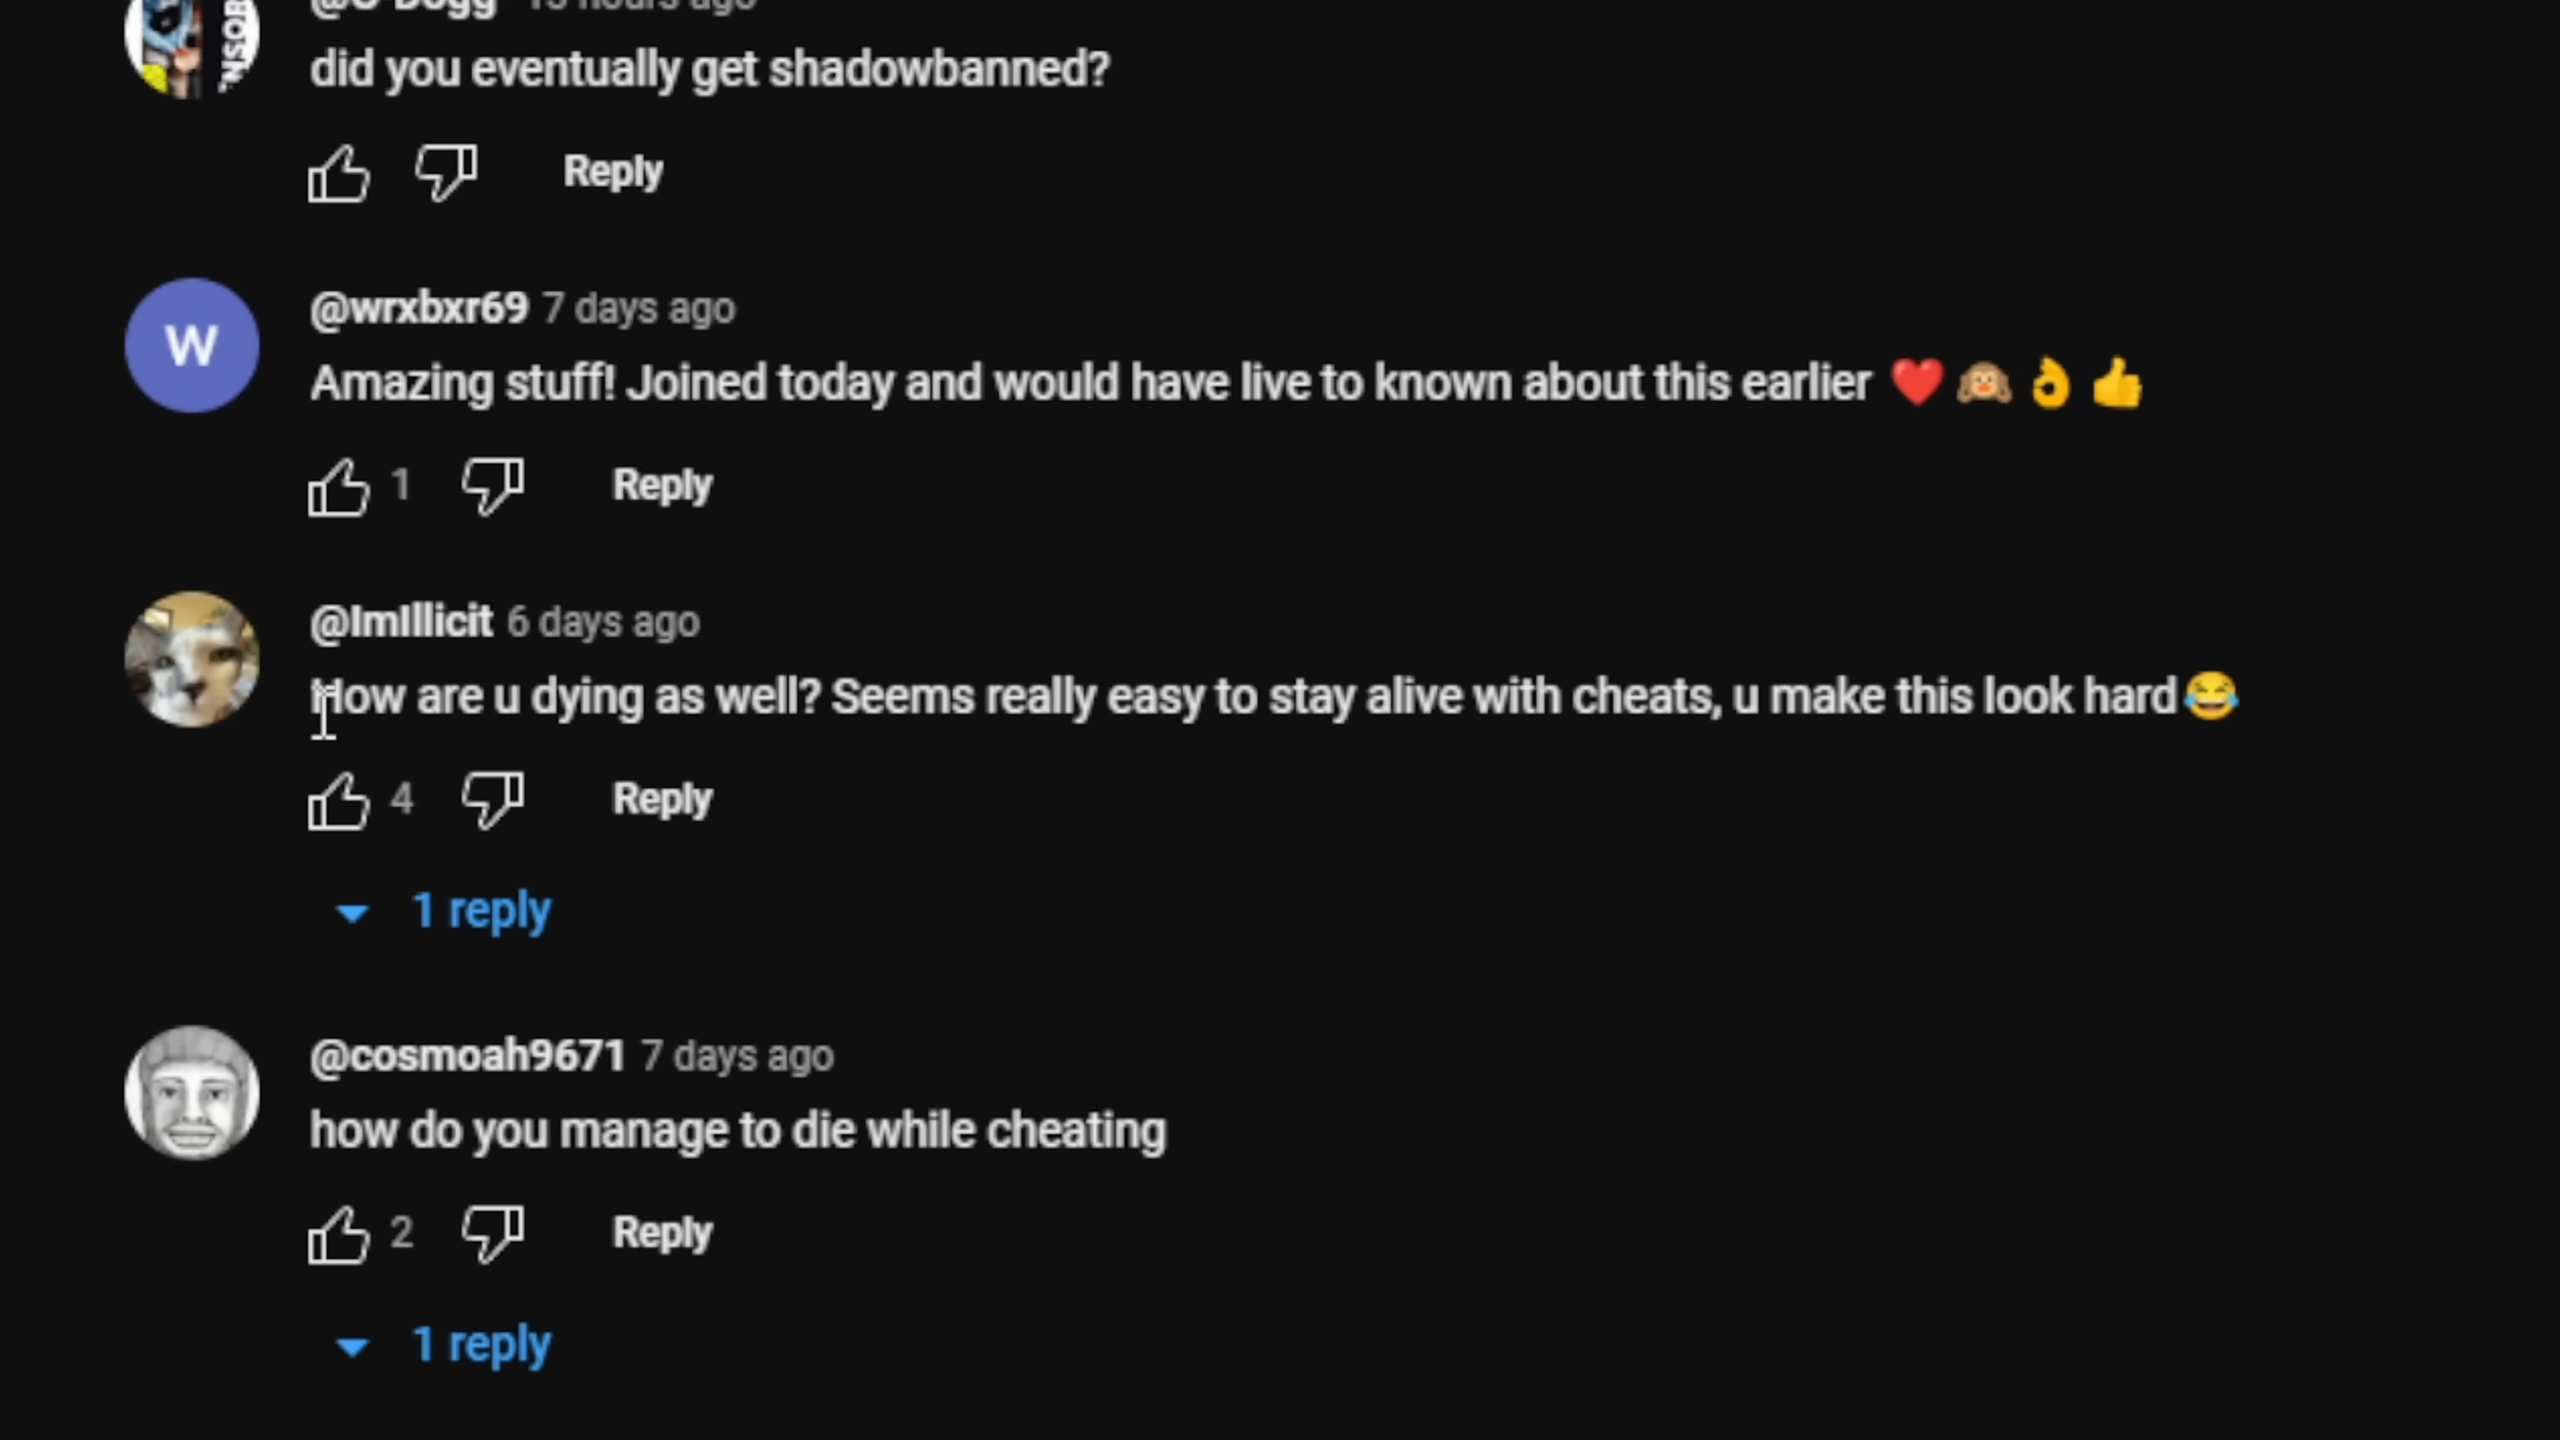 did you eventually get shadowbanned?
Reply
W
@wrxbxr69 7 days ago
Amazing stuff! Joined today and would have live to known about this earlier ❤️🙉👌👍
1 Reply
@ImIllicit 6 days ago
How are u dying as well? Seems really easy to stay alive with cheats, u make this look hard😂
4 Reply
1 reply
@cosmoah9671 7 days ago
how do you manage to die while cheating
2 Reply
1 reply